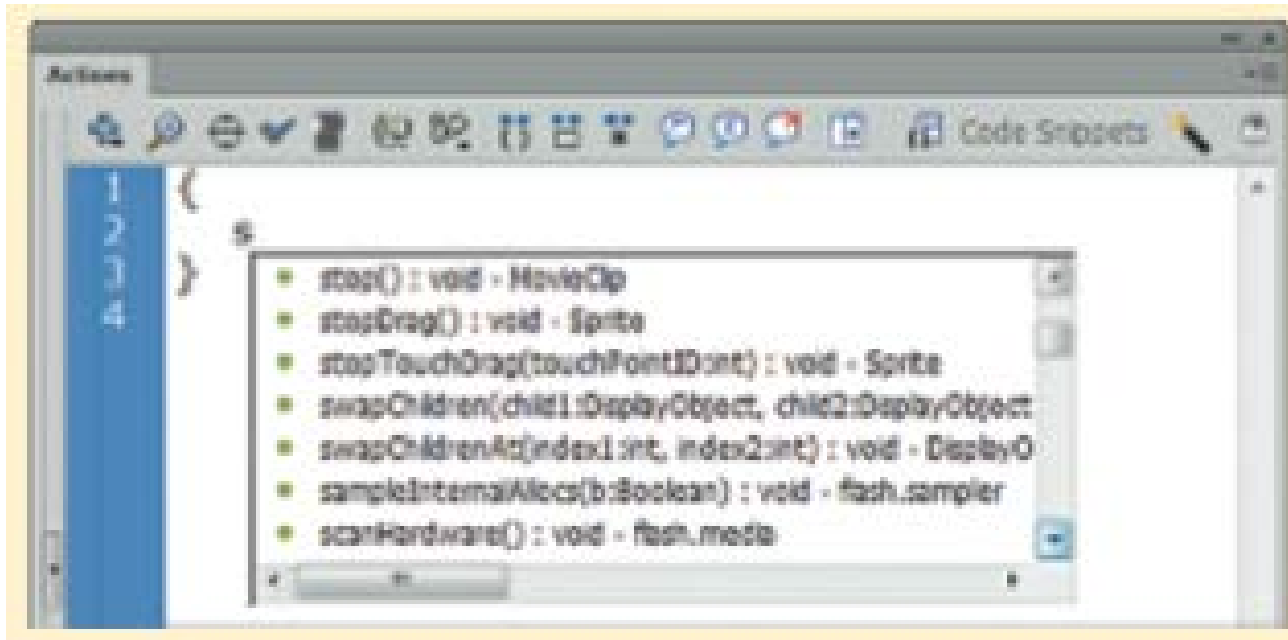 Actions
Code Snippets
1
2
3
4
{
s
}
stop() : void - MovieClip
stopDrag() : void - Sprite
stopTouchDrag(touchPointID:int) : void - Sprite
swapChildren(child1:DisplayObject, child2:DisplayObject
swapChildrenAt(index1:int, index2:int) : void - DisplayO
sampleInternalAllocs(b:Boolean) : void - flash.sampler
scanHardware() : void - flash.media